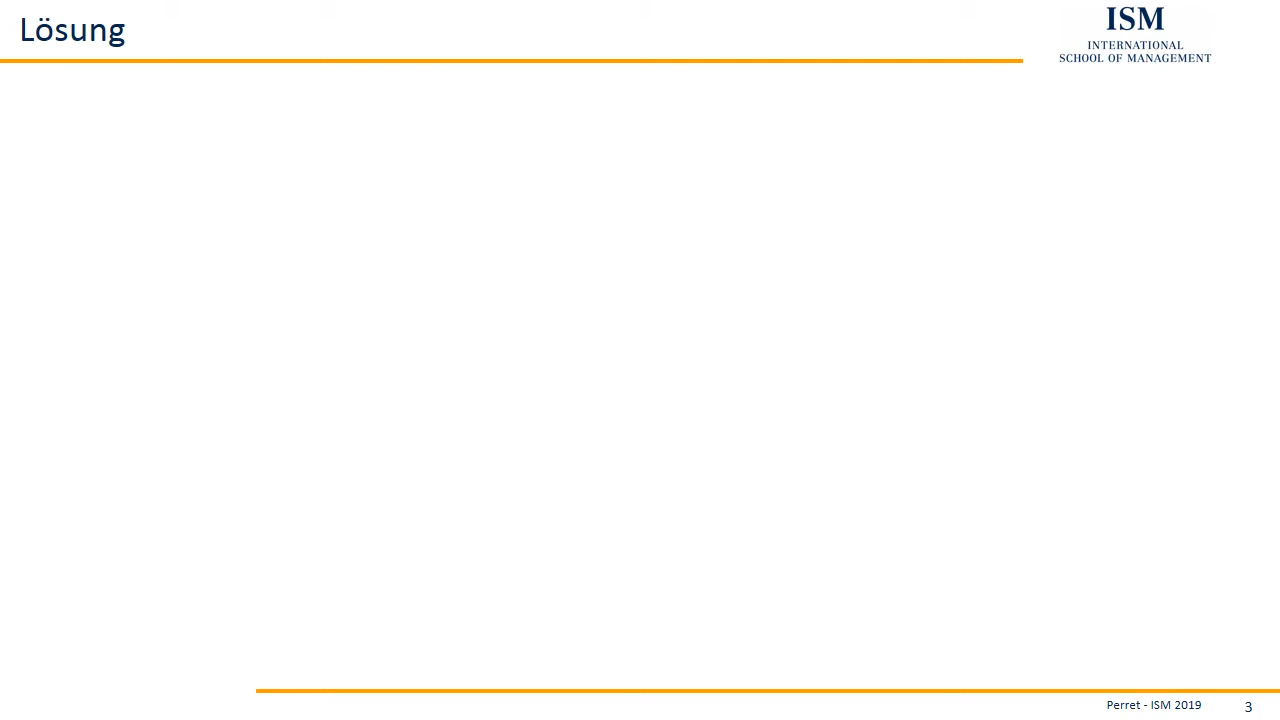 Lösung
ISM
INTERNATIONAL
SCHOOL OF MANAGEMENT
Perret - ISM 2019
3